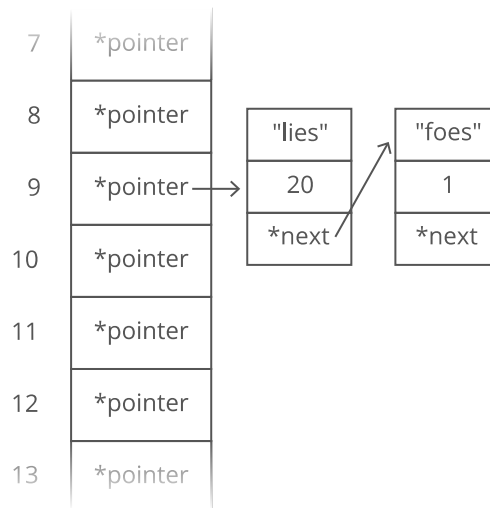 7 *pointer
8 *pointer
"lies" "foes"
9 *pointer 20 1
*next *next
10 *pointer
11 *pointer
12 *pointer
13 *pointer